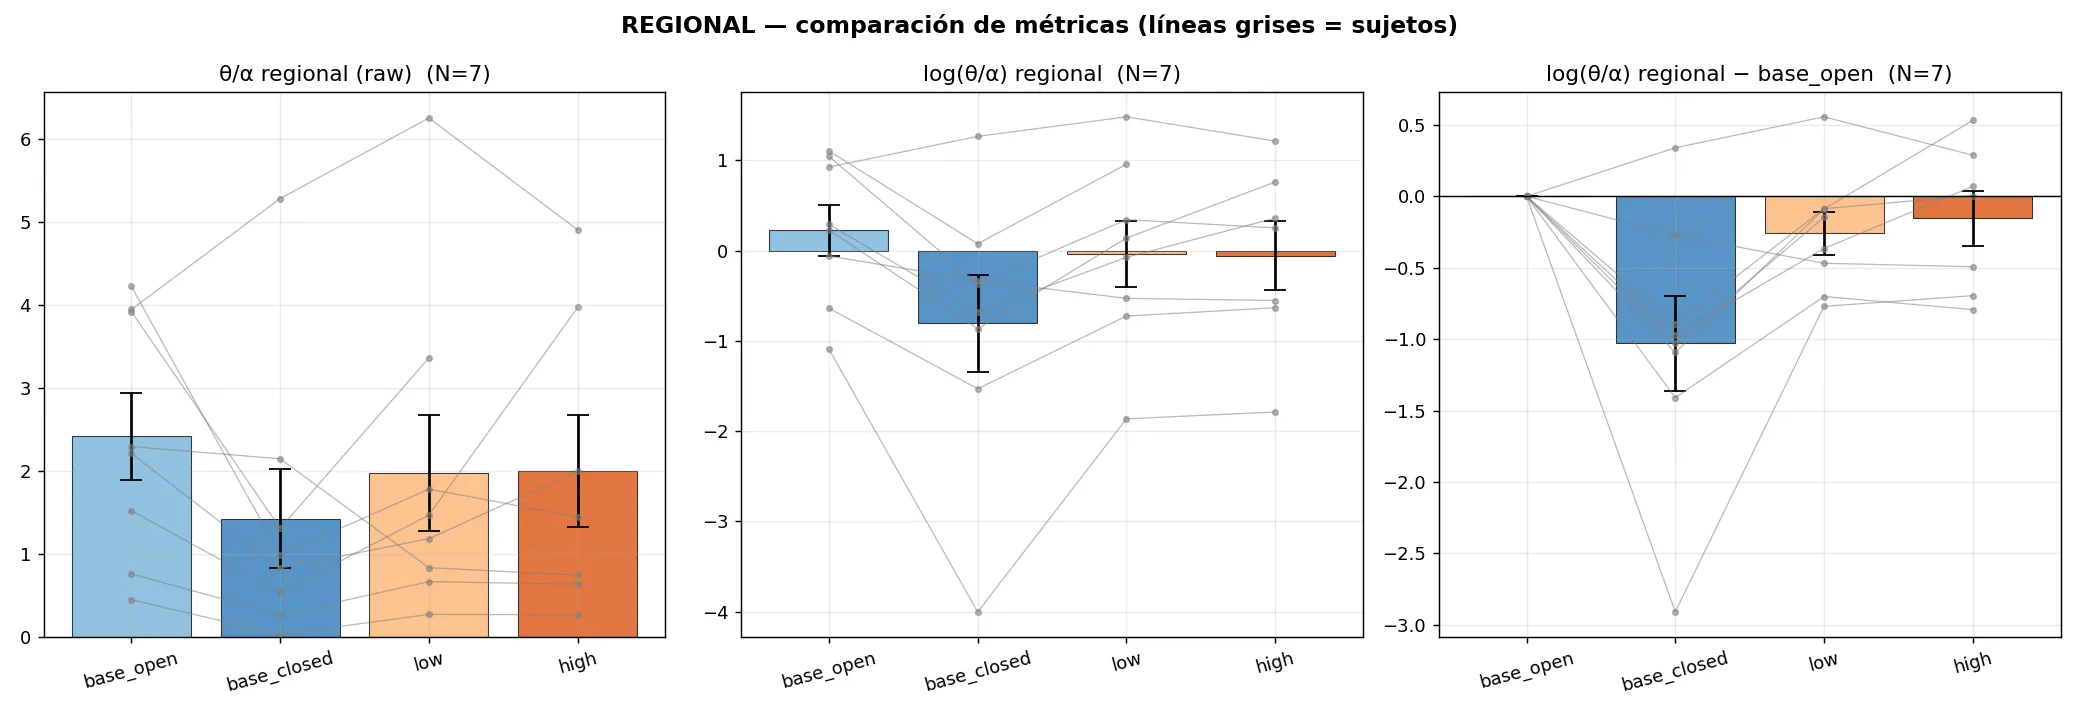 REGIONAL — comparación de métricas (líneas grises = sujetos)
θ/α regional (raw)  (N=7)
6
5
4
3
2
1
0
base_open
base_closed
low
high
log(θ/α) regional  (N=7)
1
0
−1
−2
−3
−4
base_open
base_closed
low
high
log(θ/α) regional − base_open  (N=7)
0.5
0.0
−0.5
−1.0
−1.5
−2.0
−2.5
−3.0
base_open
base_closed
low
high